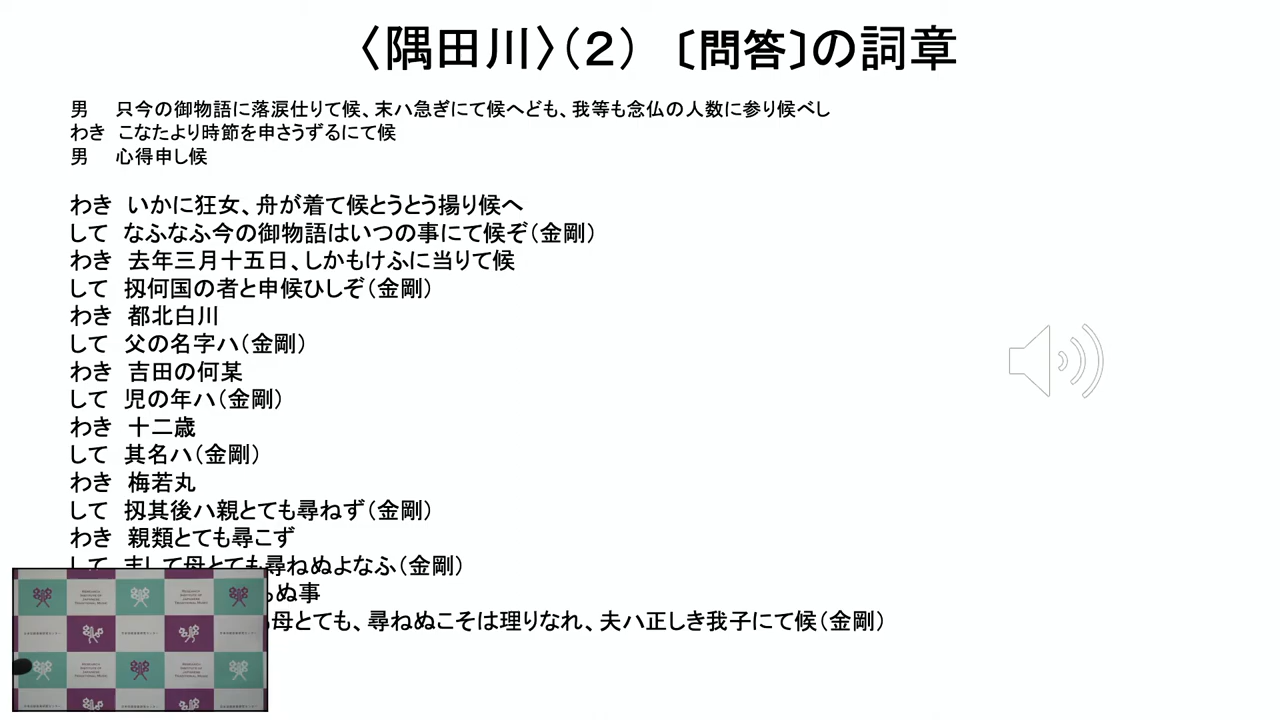 〈隅田川〉（２）　〔問答〕の詞章
男　只今の御物語に落涙仕りて候、末ハ急ぎにて候へども、我等も念仏の人数に参り候べし
わき　こなたより時節を申さうずるにて候
男　心得申し候
わき　いかに狂女、舟が着て候とうとう揚り候へ
して　なふなふ今の御物語はいつの事にて候ぞ（金剛）
わき　去年三月十五日、しかもけふに当りて候
して　扨何国の者と申候ひしぞ（金剛）
わき　都北白川
して　父の名字ハ（金剛）
わき　吉田の何某
して　児の年ハ（金剛）
わき　十二歳
して　其名ハ（金剛）
わき　梅若丸
して　扨其後ハ親とても尋ねず（金剛）
わき　親類とても尋こず
して　まして母とても尋ねぬよなふ（金剛）
ぬ事
母とても、尋ねぬこそは理りなれ、夫ハ正しき我子にて候（金剛）
RESEARCH INSTITUTE OF JAPANESE TRADITIONAL MUSIC